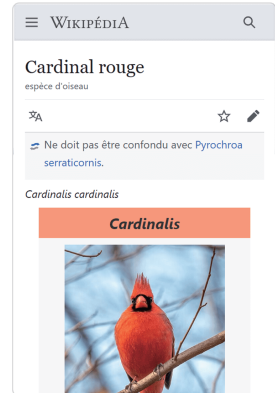 WIKIPÉDIA
Cardinal rouge
espèce d'oiseau
Ne doit pas être confondu avec Pyrochroa
serraticornis.
Cardinalis cardinalis
Cardinalis